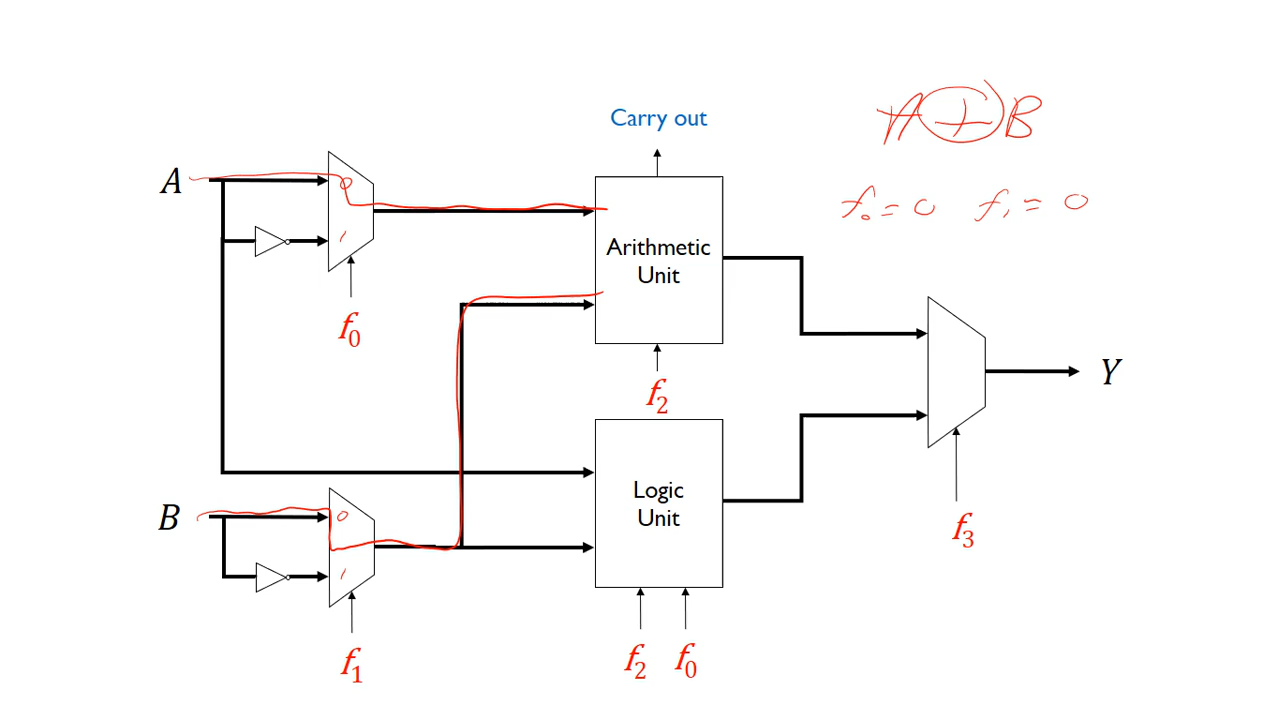 Carry out
A + B
A
0
f₀ = 0 f₁ = 0
1
Arithmetic
Unit
f₀
f₂
Y
Logic
Unit
B
0
f₃
1
f₁
f₂ f₀